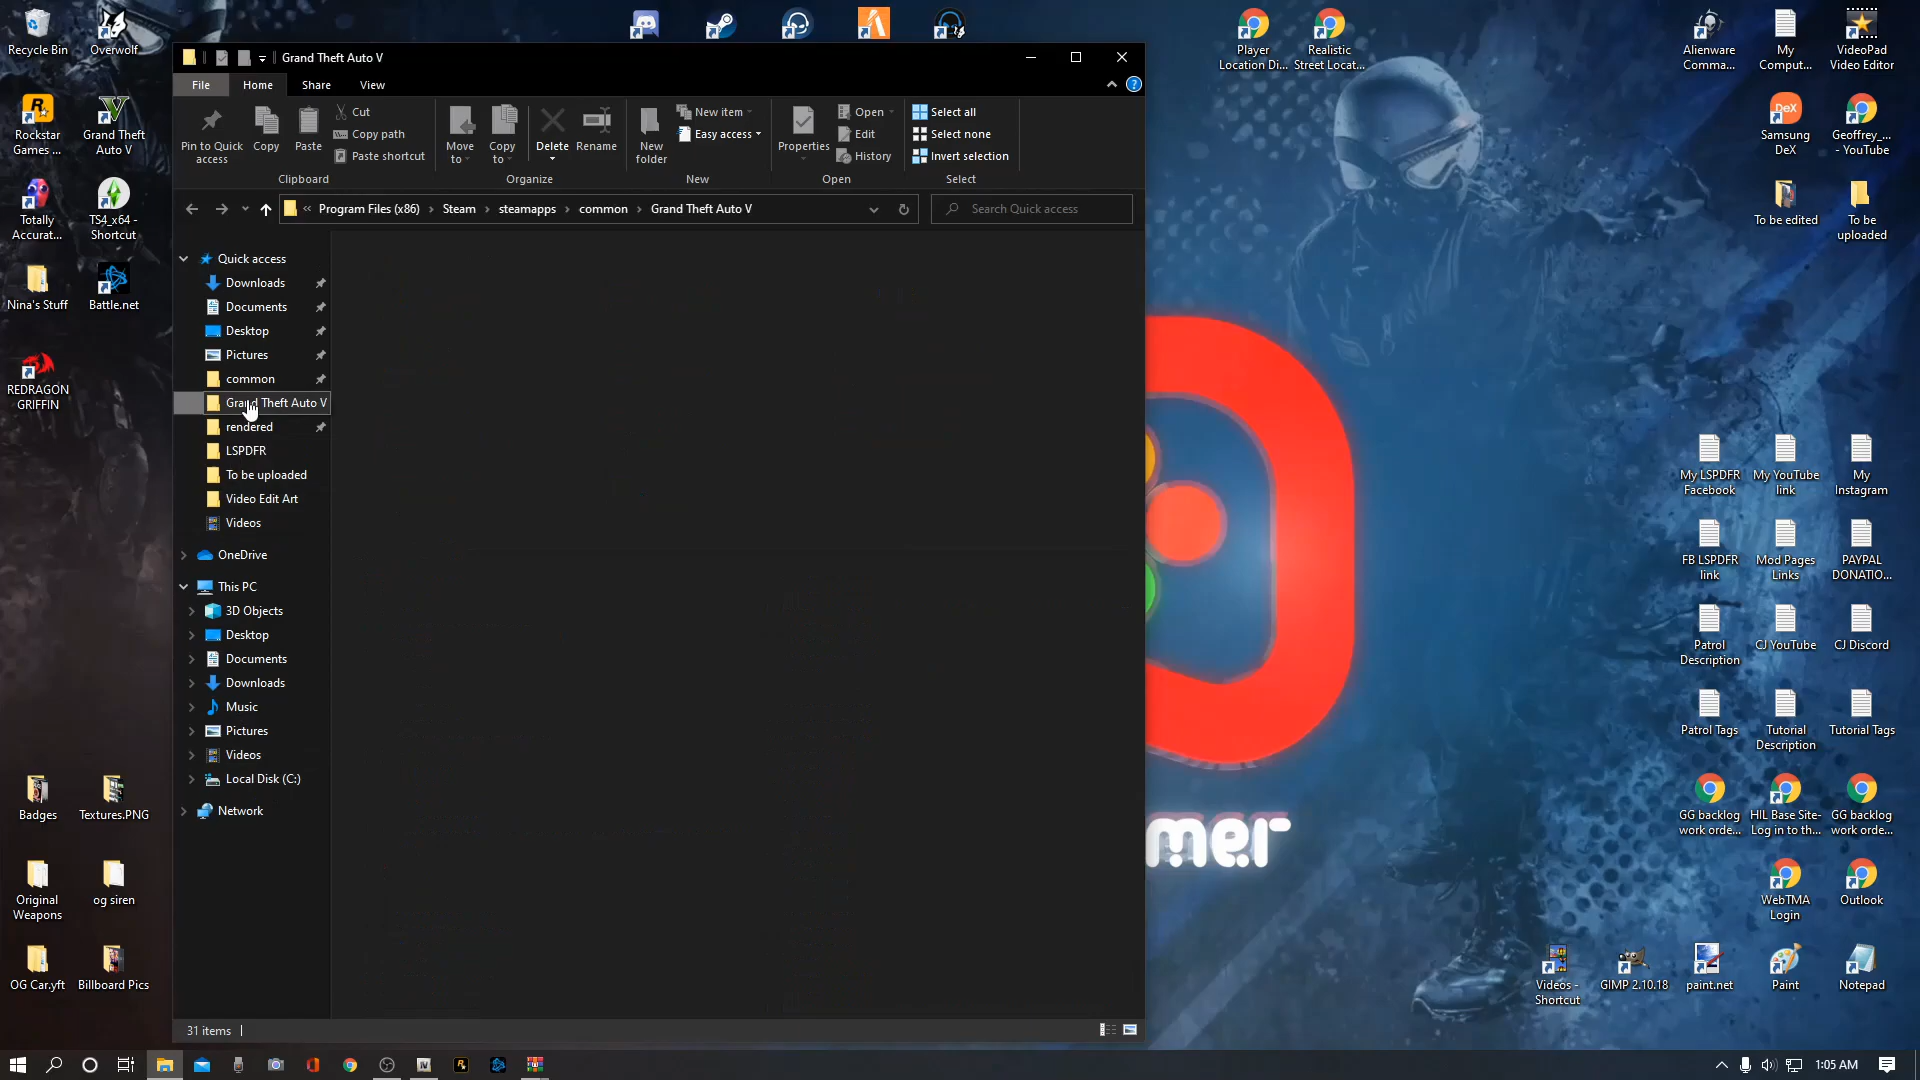 Recycle Bin
Overwolf
Rockstar
Games ...
Grand Theft
Auto V
Totally
Accurat...
TS4_x64 -
Shortcut
Nina's Stuff
Battle.net
REDRAGON
GRIFFIN
Badges
Textures.PNG
Original
Weapons
og siren
OG Car.yft
Billboard Pics
Grand Theft Auto V
File
Home
Share
View
Pin to Quick
access
Copy
Paste
Cut
Copy path
Paste shortcut
Clipboard
Move
to
Copy
to
Delete
Rename
Organize
New
folder
New item
Easy access
New
Properties
Open
Edit
History
Open
Select all
Select none
Invert selection
Select
« Program Files (x86) › Steam › steamapps › common › Grand Theft Auto V
Search Quick access
Quick access
Downloads
Documents
Desktop
Pictures
common
Grand Theft Auto V
rendered
LSPDFR
To be uploaded
Video Edit Art
Videos
OneDrive
This PC
3D Objects
Desktop
Documents
Downloads
Music
Pictures
Videos
Local Disk (C:)
Network
31 items
mer
Player
Location Di...
Realistic
Street Locat...
Alienware
Comma...
My
Comput...
VideoPad
Video Editor
DeX
Samsung
DeX
Geoffrey_...
- YouTube
To be edited
To be
uploaded
My LSPDFR
Facebook
My YouTube
link
My
Instagram
FB LSPDFR
link
Mod Pages
Links
PAYPAL
DONATIO...
Patrol
Description
CJ YouTube
CJ Discord
Patrol Tags
Tutorial
Description
Tutorial Tags
GG backlog
work orde...
HIL Base Site-
Log in to th...
GG backlog
work orde...
WebTMA
Login
Outlook
Videos -
Shortcut
GIMP 2.10.18
paint.net
Paint
Notepad
1:05 AM